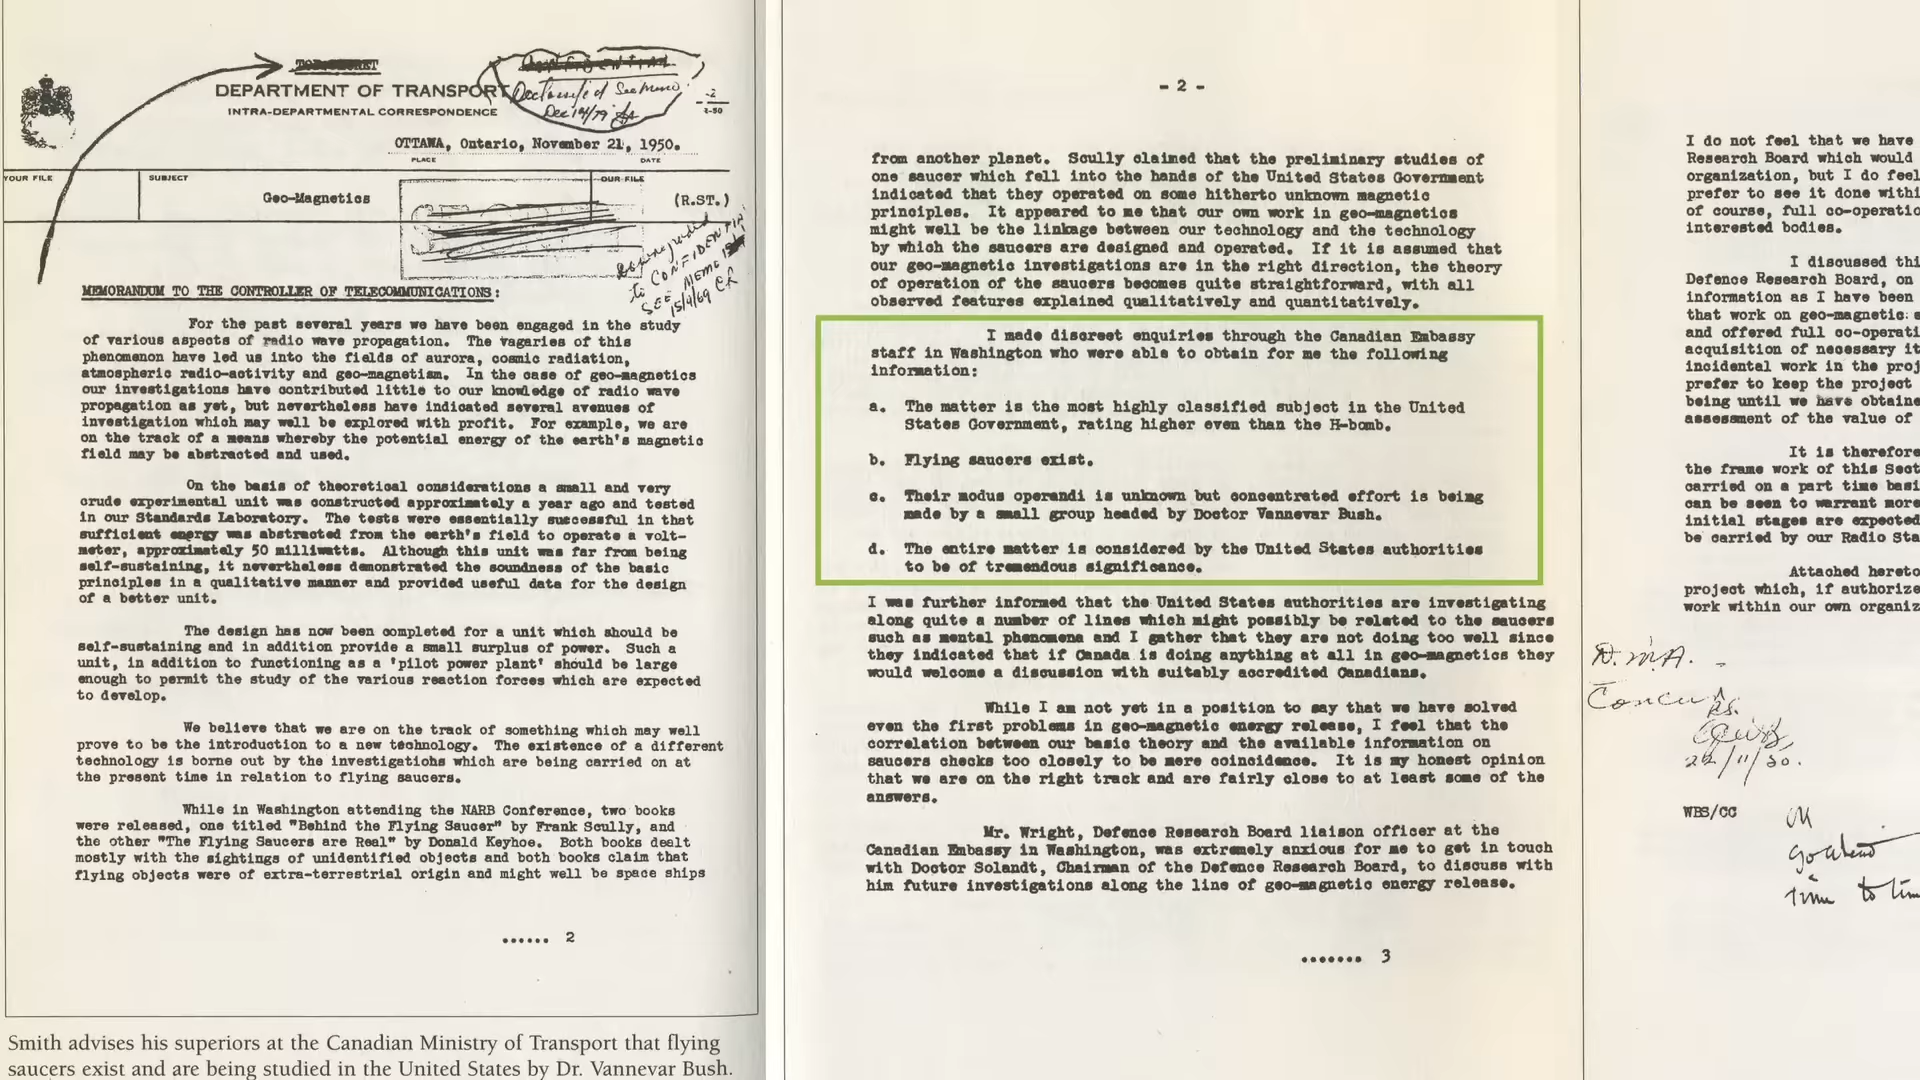 TOP SECRET
CONFIDENTIAL
DEPARTMENT OF TRANSPORT
INTRA-DEPARTMENTAL CORRESPONDENCE
See Memo
Dec 14/79
OTTAWA, Ontario, November 21, 1950.
PLACE DATE
YOUR FILE SUBJECT OUR FILE
Geo-Magnetics (R.ST.)
Downgraded
to CONFIDENTIAL
SEE MEMO
15/9/69
MEMORANDUM TO THE CONTROLLER OF TELECOMMUNICATIONS:
For the past several years we have been engaged in the study
of various aspects of radio wave propagation. The vagaries of this
phenomenon have led us into the fields of aurora, cosmic radiation,
atmospheric radio-activity and geo-magnetism. In the case of geo-magnetics
our investigations have contributed little to our knowledge of radio wave
propagation as yet, but nevertheless have indicated several avenues of
investigation which may well be explored with profit. For example, we are
on the track of a means whereby the potential energy of the earth's magnetic
field may be abstracted and used.
On the basis of theoretical considerations a small and very
crude experimental unit was constructed approximately a year ago and tested
in our Standards Laboratory. The tests were essentially successful in that
sufficient energy was abstracted from the earth's field to operate a volt-
meter, approximately 50 milliwatts. Although this unit was far from being
self-sustaining, it nevertheless demonstrated the soundness of the basic
principles in a qualitative manner and provided useful data for the design
of a better unit.
The design has now been completed for a unit which should be
self-sustaining and in addition provide a small surplus of power. Such a
unit, in addition to functioning as a 'pilot power plant' should be large
enough to permit the study of the various reaction forces which are expected
to develop.
We believe that we are on the track of something which may well
prove to be the introduction to a new technology. The existence of a different
technology is borne out by the investigations which are being carried on at
the present time in relation to flying saucers.
While in Washington attending the NARB Conference, two books
were released, one titled "Behind the Flying Saucer" by Frank Scully, and
the other "The Flying Saucers are Real" by Donald Keyhoe. Both books dealt
mostly with the sightings of unidentified objects and both books claim that
flying objects were of extra-terrestrial origin and might well be space ships
...... 2
Smith advises his superiors at the Canadian Ministry of Transport that flying
saucers exist and are being studied in the United States by Dr. Vannevar Bush.
- 2 -
from another planet. Scully claimed that the preliminary studies of
one saucer which fell into the hands of the United States Government
indicated that they operated on some hitherto unknown magnetic
principles. It appeared to me that our own work in geo-magnetics
might well be the linkage between our technology and the technology
by which the saucers are designed and operated. If it is assumed that
our geo-magnetic investigations are in the right direction, the theory
of operation of the saucers becomes quite straightforward, with all
observed features explained qualitatively and quantitatively.
I made discreet enquiries through the Canadian Embassy
staff in Washington who were able to obtain for me the following
information:
a. The matter is the most highly classified subject in the United
States Government, rating higher even than the H-bomb.
b. Flying saucers exist.
c. Their modus operandi is unknown but concentrated effort is being
made by a small group headed by Doctor Vannevar Bush.
d. The entire matter is considered by the United States authorities
to be of tremendous significance.
I was further informed that the United States authorities are investigating
along quite a number of lines which might possibly be related to the saucers
such as mental phenomena and I gather that they are not doing too well since
they indicated that if Canada is doing anything at all in geo-magnetics they
would welcome a discussion with suitably accredited Canadians.
While I am not yet in a position to say that we have solved
even the first problems in geo-magnetic energy release, I feel that the
correlation between our basic theory and the available information on
saucers checks too closely to be mere coincidence. It is my honest opinion
that we are on the right track and are fairly close to at least some of the
answers.
Mr. Wright, Defence Research Board liaison officer at the
Canadian Embassy in Washington, was extremely anxious for me to get in touch
with Doctor Solandt, Chairman of the Defence Research Board, to discuss with
him future investigations along the line of geo-magnetic energy release.
....... 3
I do not feel that we have
Research Board which would
organization, but I do feel
prefer to see it done withi
of course, full co-operatio
interested bodies.
I discussed thi
Defence Research Board, on
information as I have been
that work on geo-magnetic
and offered full co-operati
acquisition of necessary it
incidental work in the proj
prefer to keep the project
being until we have obtaine
assessment of the value of
It is therefore
the frame work of this Sect
carried on a part time basi
can be seen to warrant more
initial stages are expected
be carried by our Radio Sta
Attached hereto
project which, if authorize
work within our own organiz
Concur
22/11/50.
WBS/CC
go ahead
time to tim